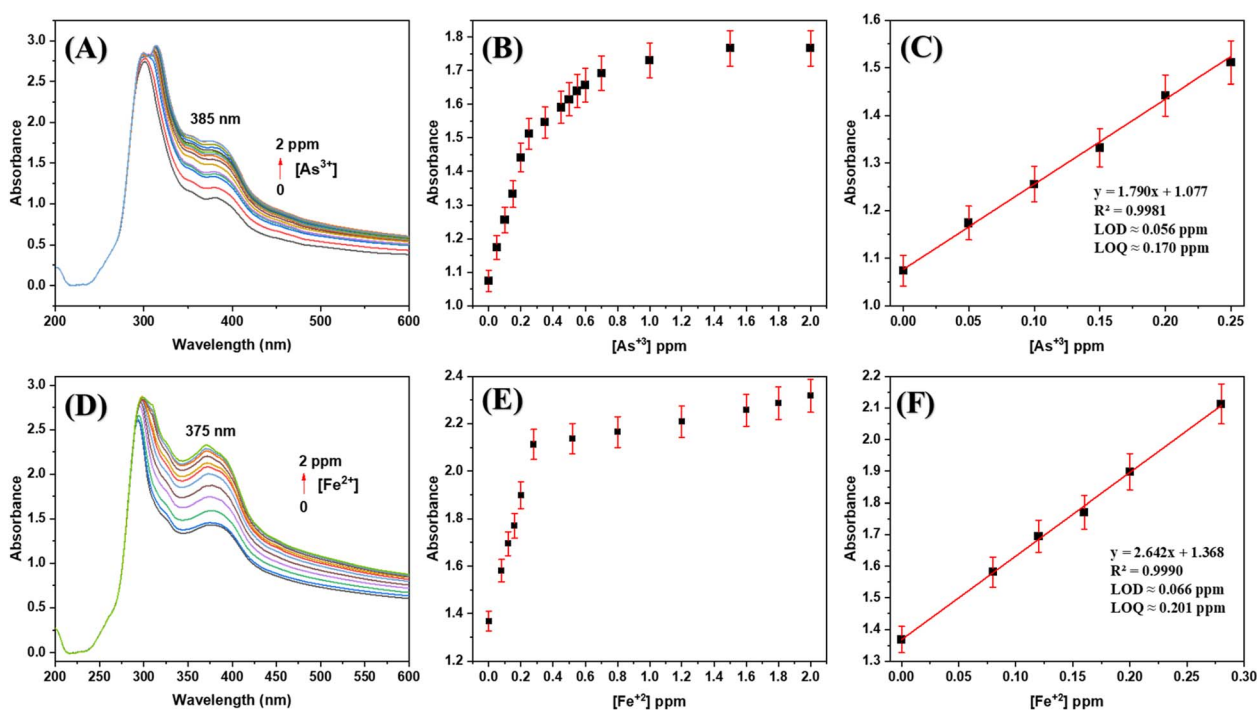 (A)
3.0
2.5
2.0
1.5
1.0
0.5
0.0
Absorbance
385 nm
2 ppm
[As³⁺]
0
200 250 300 350 400 450 500 550 600
Wavelength (nm)
(B)
1.8
1.7
1.6
1.5
1.4
1.3
1.2
1.1
1.0
Absorbance
0.0 0.2 0.4 0.6 0.8 1.0 1.2 1.4 1.6 1.8 2.0
[As⁺³] ppm
(C)
1.6
1.5
1.4
1.3
1.2
1.1
1.0
Absorbance
y = 1.790x + 1.077
R² = 0.9981
LOD ≈ 0.056 ppm
LOQ ≈ 0.170 ppm
0.00 0.05 0.10 0.15 0.20 0.25
[As⁺³] ppm
(D)
3.0
2.5
2.0
1.5
1.0
0.5
0.0
Absorbance
375 nm
2 ppm
[Fe²⁺]
0
200 250 300 350 400 450 500 550 600
Wavelength (nm)
(E)
2.4
2.2
2.0
1.8
1.6
1.4
1.2
Absorbance
0.0 0.2 0.4 0.6 0.8 1.0 1.2 1.4 1.6 1.8 2.0
[Fe⁺²] ppm
(F)
2.2
2.1
2.0
1.9
1.8
1.7
1.6
1.5
1.4
1.3
Absorbance
y = 2.642x + 1.368
R² = 0.9990
LOD ≈ 0.066 ppm
LOQ ≈ 0.201 ppm
0.00 0.05 0.10 0.15 0.20 0.25 0.30
[Fe⁺²] ppm